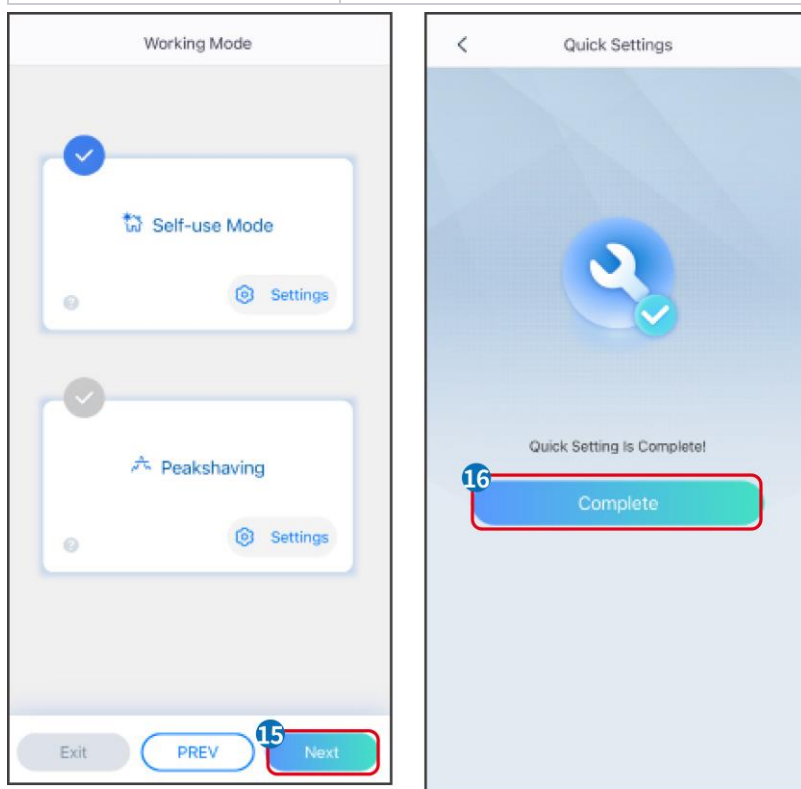 Working Mode
Self-use Mode
Settings
Peakshaving
Settings
Exit
PREV
15
Next
Quick Settings
Quick Setting Is Complete!
16
Complete